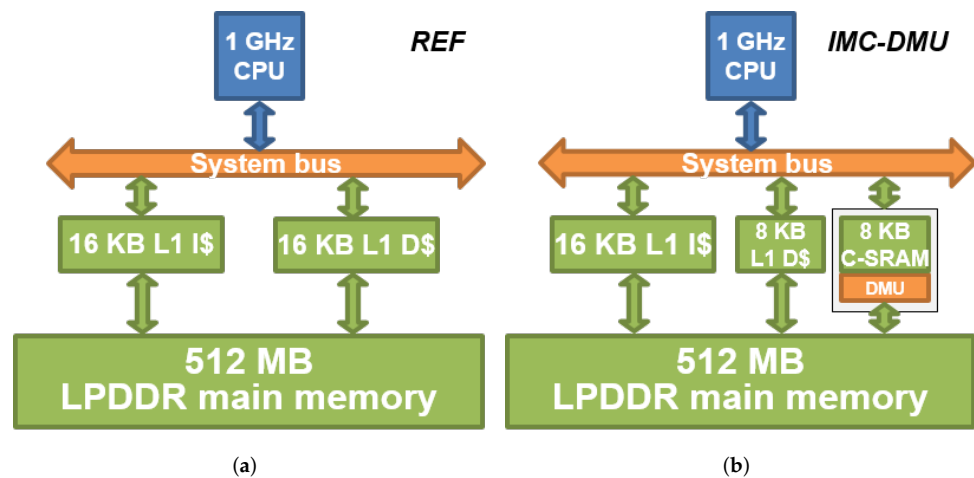 1 GHz
CPU
REF
System bus
16 KB L1 I$
16 KB L1 D$
512 MB
LPDDR main memory
(a)
1 GHz
CPU
IMC-DMU
System bus
16 KB L1 I$
8 KB
L1 D$
8 KB
C-SRAM
DMU
512 MB
LPDDR main memory
(b)